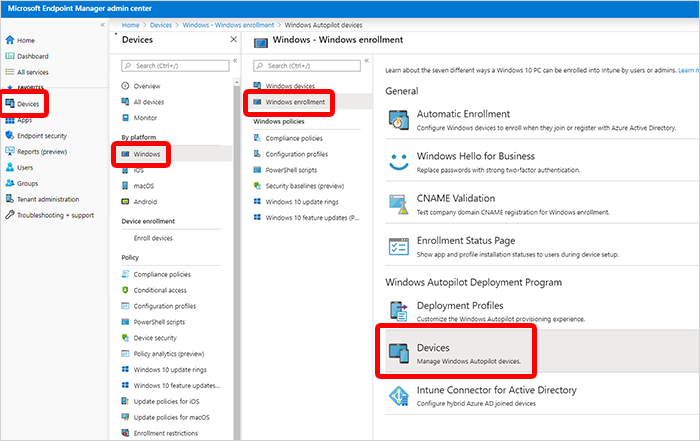 Microsoft Endpoint Manager admin center
Home > Devices > Windows - Windows enrollment > Windows Autopilot devices
«
Home
Dashboard
All services
FAVORITES
Devices
Apps
Endpoint security
Reports (preview)
Users
Groups
Tenant administration
Troubleshooting + support
Devices
Search (Ctrl+/)
«
Overview
All devices
Monitor
By platform
Windows
iOS
macOS
Android
Device enrollment
Enroll devices
Policy
Compliance policies
Conditional access
Configuration profiles
PowerShell scripts
Device security
Policy analytics (preview)
Windows 10 update rings
Windows 10 feature updates...
Update policies for iOS
Update policies for macOS
Enrollment restrictions
Windows - Windows enrollment
Search (Ctrl+/)
«
Windows devices
Windows enrollment
Windows policies
Compliance policies
Configuration profiles
PowerShell scripts
Security baselines (preview)
Windows 10 update rings
Windows 10 feature updates (P...
Learn about the seven different ways a Windows 10 PC can be enrolled into Intune by users or admins. Learn
General
Automatic Enrollment
Configure Windows devices to enroll when they join or register with Azure Active Directory.
Windows Hello for Business
Replace passwords with strong two-factor authentication.
CNAME Validation
Test company domain CNAME registration for Windows enrollment.
Enrollment Status Page
Show app and profile installation statuses to users during device setup.
Windows Autopilot Deployment Program
Deployment Profiles
Customize the Windows Autopilot provisioning experience.
Devices
Manage Windows Autopilot devices.
Intune Connector for Active Directory
Configure hybrid Azure AD joined devices